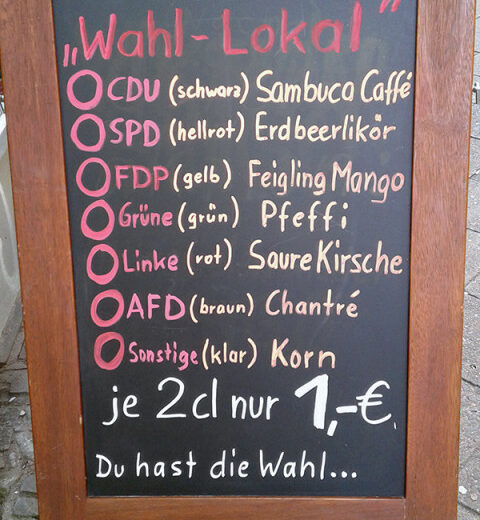 „Wahl-Lokal"
CDU (schwarz) Sambuca Caffé
SPD (hellrot) Erdbeerlikör
FDP (gelb) Feigling Mango
Grüne (grün) Pfeffi
Linke (rot) Saure Kirsche
AFD (braun) Chantré
Sonstige (klar) Korn
je 2cl nur 1,-€
Du hast die Wahl...